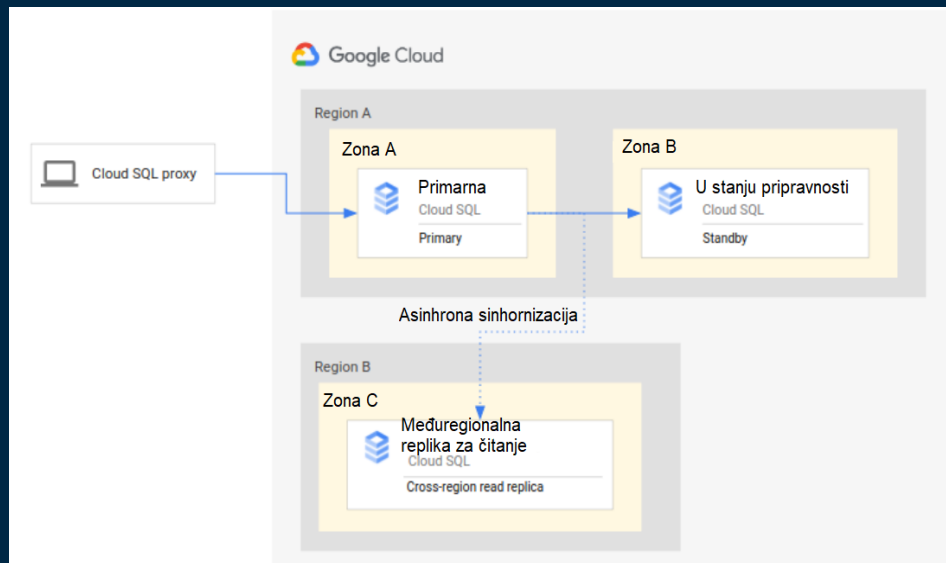 Google Cloud
Region A
Zona A
Zona B
Cloud SQL proxy
Primarna
Cloud SQL
Primary
U stanju pripravnosti
Cloud SQL
Standby
Asinhrona sinhornizacija
Region B
Zona C
Međuregionalna
replika za čitanje
Cloud SQL
Cross-region read replica